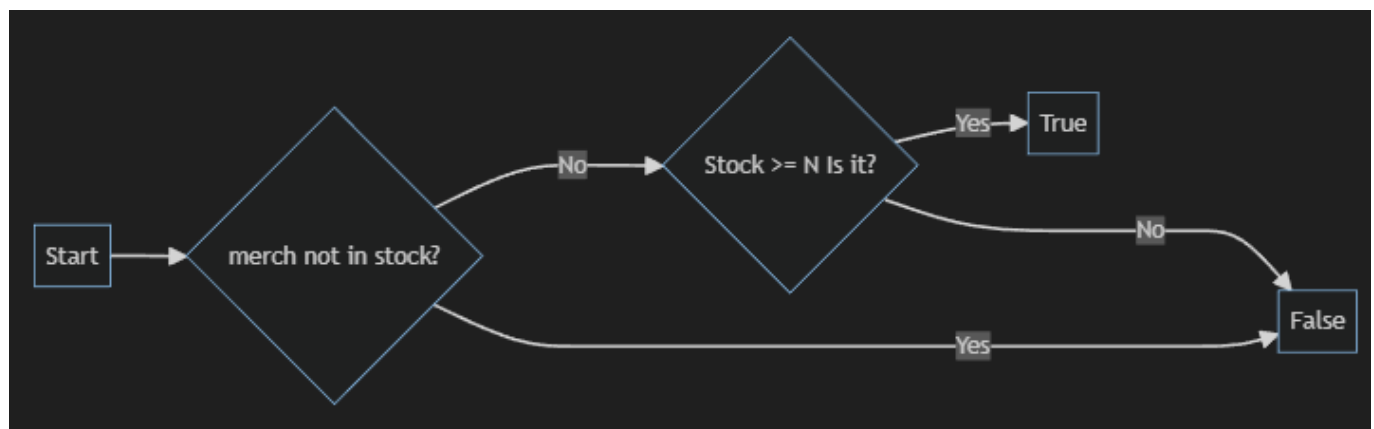 Start
merch not in stock?
No
Stock >= N Is it?
Yes
True
No
False
Yes